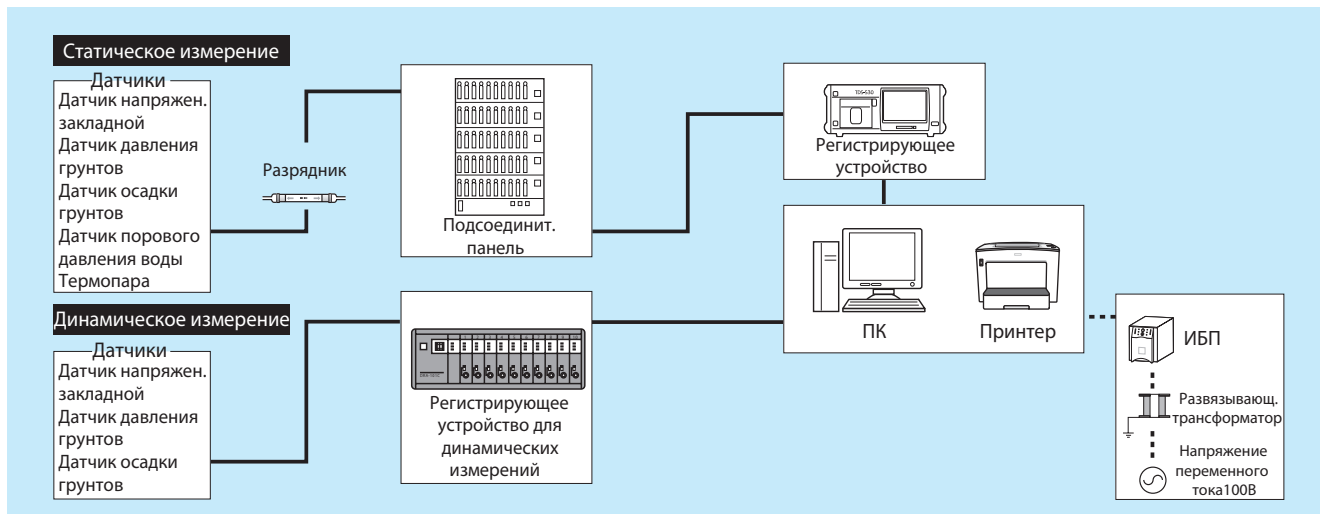 Статическое измерение
Датчики
Датчик напряжен.
закладной
Датчик давления
грунтов
Датчик осадки
грунтов
Датчик порового
давления воды
Термопара
Разрядник
Подсоединит.
панель
TDS-530
Регистрирующее
устройство
ПК
Принтер
ИБП
Развязывающ.
трансформатор
Напряжение
переменного
тока100В
Динамическое измерение
Датчики
Датчик напряжен.
закладной
Датчик давления
грунтов
Датчик осадки
грунтов
Регистрирующее
устройство для
динамических
измерений